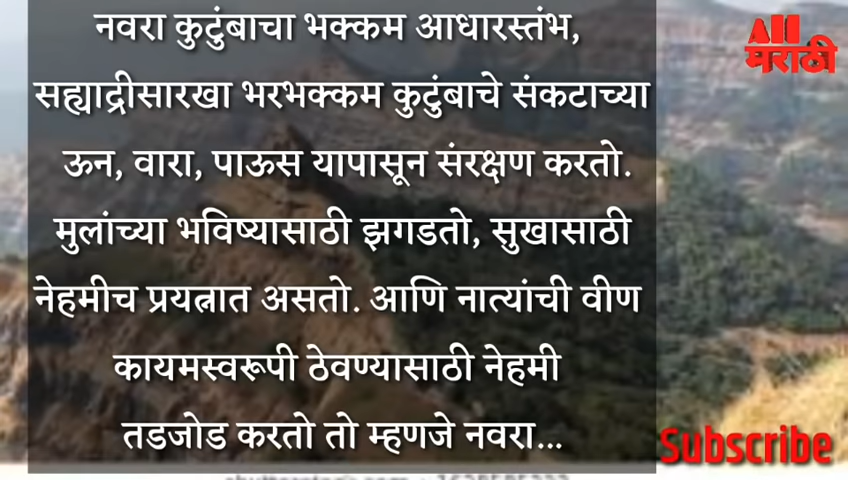 नवरा कुटुंबाचा भक्कम आधारस्तंभ,
सह्याद्रीसारखा भरभक्कम कुटुंबाचे संकटाच्या
ऊन, वारा, पाऊस यापासून संरक्षण करतो.
मुलांच्या भविष्यासाठी झगडतो, सुखासाठी
नेहमीच प्रयत्नात असतो. आणि नात्यांची वीण
कायमस्वरूपी ठेवण्यासाठी नेहमी
तडजोड करतो तो म्हणजे नवरा...
All
मराठी
Subscribe